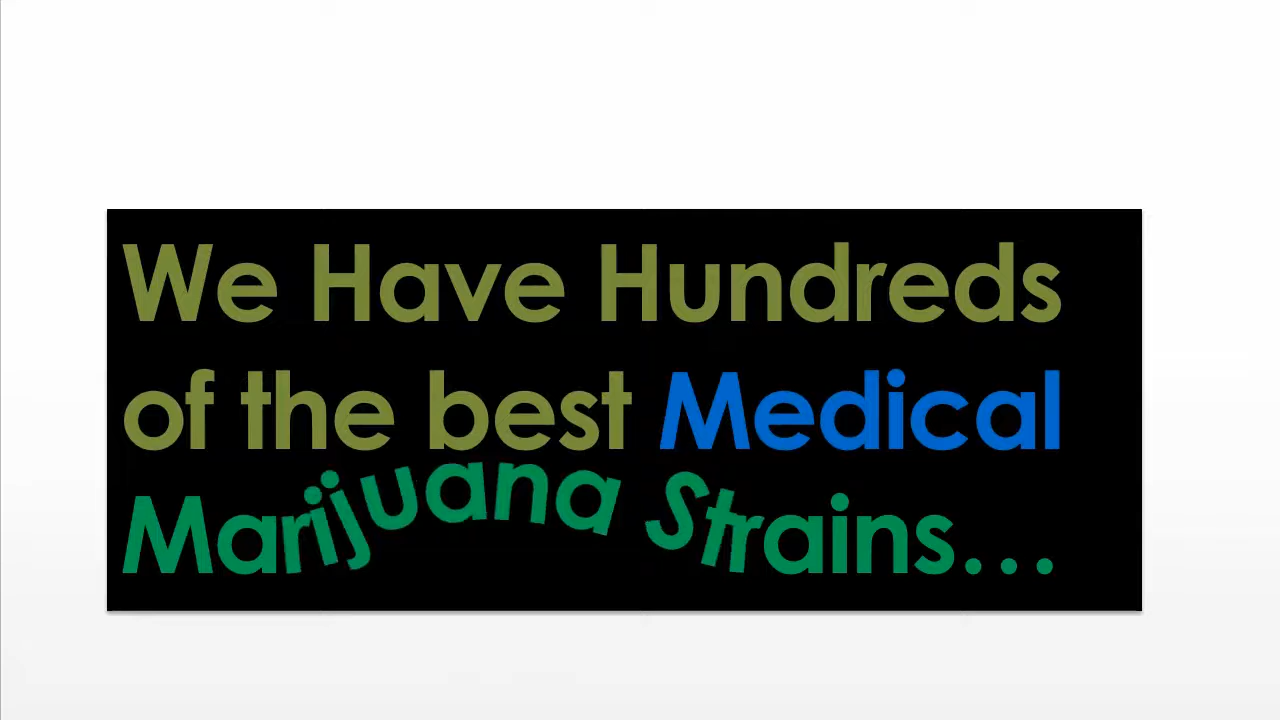 We Have Hundreds
of the best Medical
Marijuana Strains...